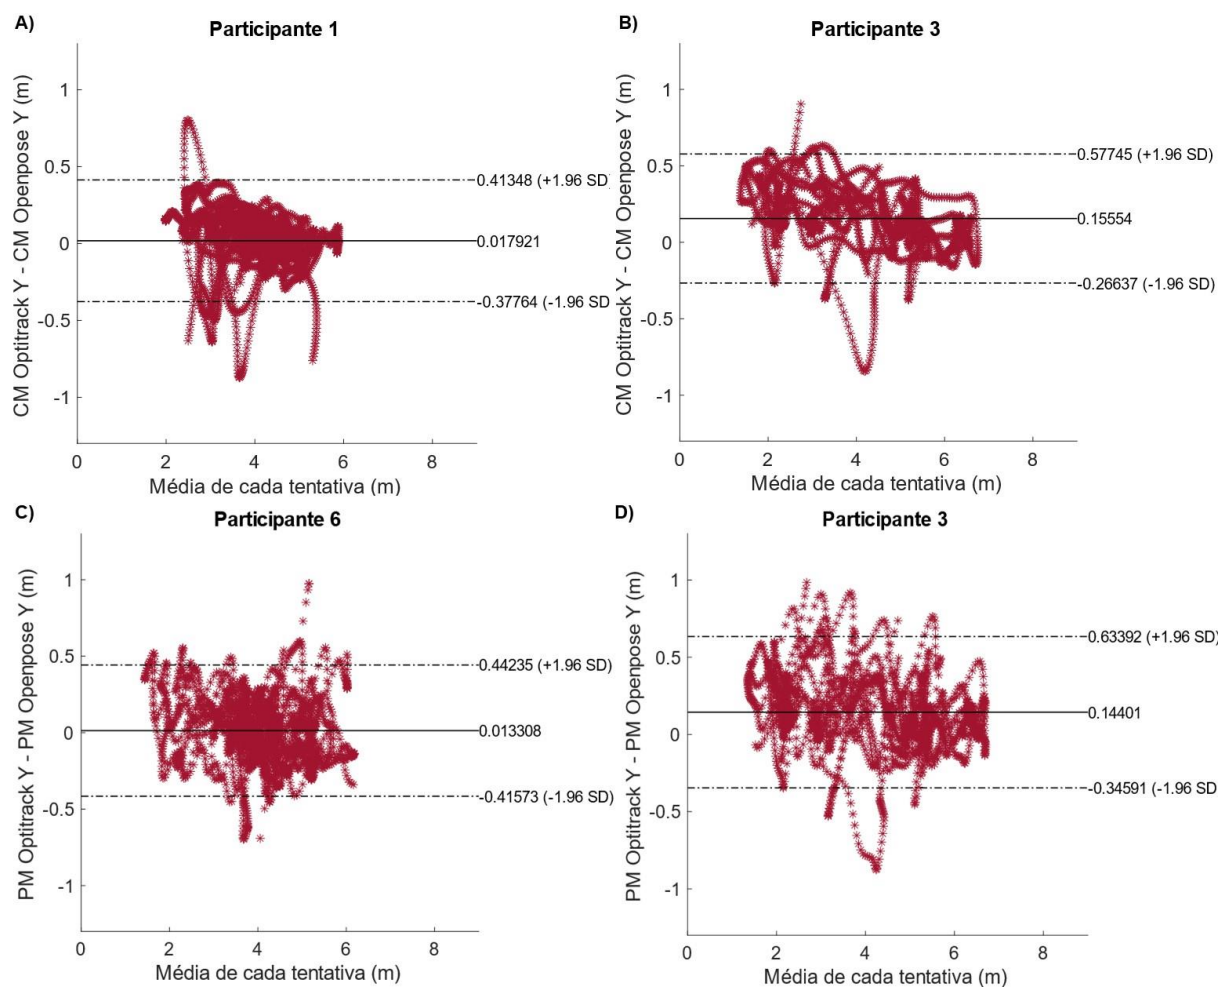 A)
Participante 1
CM Optitrack Y - CM Openpose Y (m)
1
0.5
0
-0.5
-1
0.41348 (+1.96 SD)
0.017921
-0.37764 (-1.96 SD)
0 2 4 6 8
Média de cada tentativa (m)
B)
Participante 3
CM Optitrack Y - CM Openpose Y (m)
1
0.5
0
-0.5
-1
0.57745 (+1.96 SD)
0.15554
-0.26637 (-1.96 SD)
0 2 4 6 8
Média de cada tentativa (m)
C)
Participante 6
PM Optitrack Y - PM Openpose Y (m)
1
0.5
0
-0.5
-1
0.44235 (+1.96 SD)
0.013308
-0.41573 (-1.96 SD)
0 2 4 6 8
Média de cada tentativa (m)
D)
Participante 3
PM Optitrack Y - PM Openpose Y (m)
1
0.5
0
-0.5
-1
0.63392 (+1.96 SD)
0.14401
-0.34591 (-1.96 SD
0 2 4 6 8
Média de cada tentativa (m)